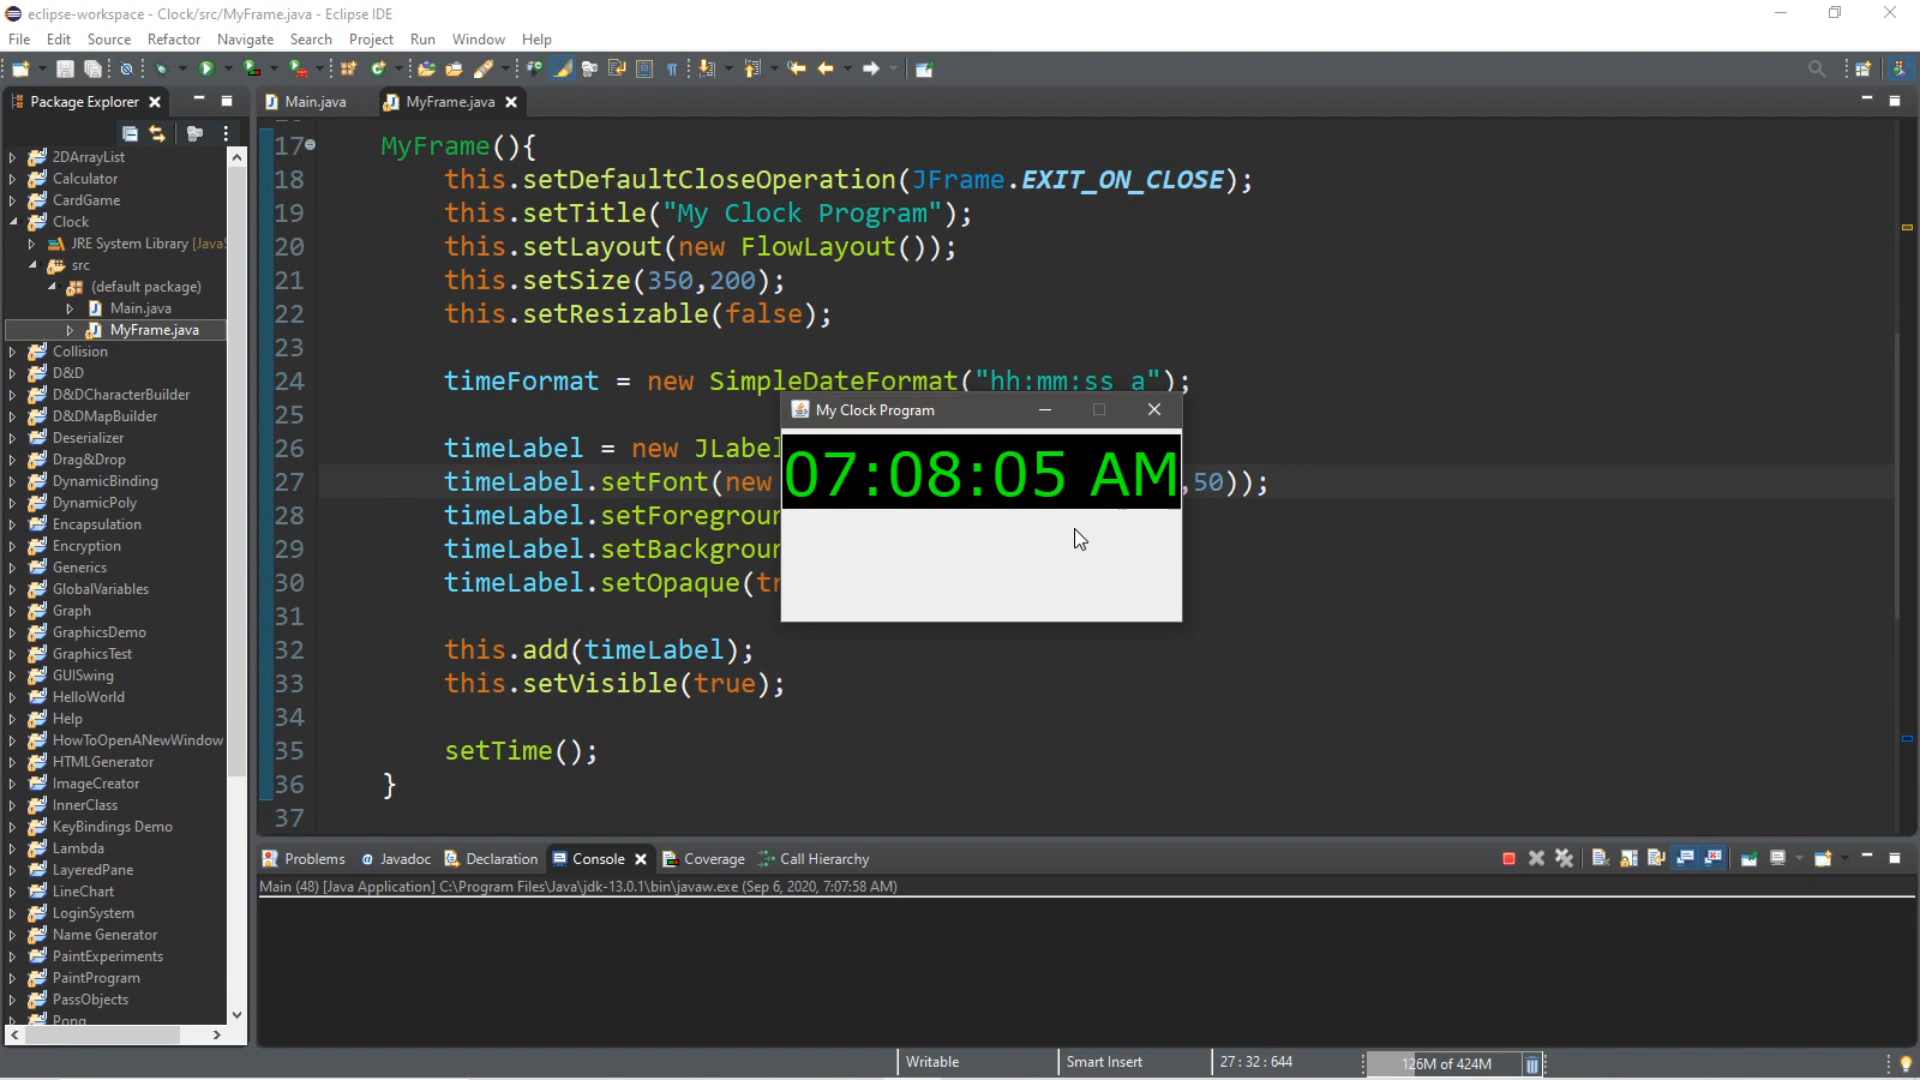 eclipse-workspace - Clock/src/MyFrame.java - Eclipse IDE
File Edit Source Refactor Navigate Search Project Run Window Help
Package Explorer
Main.java
MyFrame.java
2DArrayList
Calculator
CardGame
Clock
JRE System Library [JavaS
src
(default package)
Main.java
MyFrame.java
Collision
D&D
D&DCharacterBuilder
D&DMapBuilder
Deserializer
Drag&Drop
DynamicBinding
DynamicPoly
Encapsulation
Encryption
Generics
GlobalVariables
Graph
GraphicsDemo
GraphicsTest
GUISwing
HelloWorld
Help
HowToOpenANewWindow
HTMLGenerator
ImageCreator
InnerClass
KeyBindings Demo
Lambda
LayeredPane
LineChart
LoginSystem
Name Generator
PaintExperiments
PaintProgram
PassObjects
Pong
17 MyFrame(){
18 this.setDefaultCloseOperation(JFrame.EXIT_ON_CLOSE);
19 this.setTitle("My Clock Program");
20 this.setLayout(new FlowLayout());
21 this.setSize(350,200);
22 this.setResizable(false);
23
24 timeFormat = new SimpleDateFormat("hh:mm:ss a");
25
26 timeLabel = new JLabel
27 timeLabel.setFont(new ,50));
28 timeLabel.setForegroun
29 timeLabel.setBackgroun
30 timeLabel.setOpaque(tr
31
32 this.add(timeLabel);
33 this.setVisible(true);
34
35 setTime();
36 }
37
My Clock Program
07:08:05 AM
Problems Javadoc Declaration Console Coverage Call Hierarchy
Main (48) [Java Application] C:\Program Files\Java\jdk-13.0.1\bin\javaw.exe (Sep 6, 2020, 7:07:58 AM)
Writable Smart Insert 27 : 32 : 644 126M of 424M